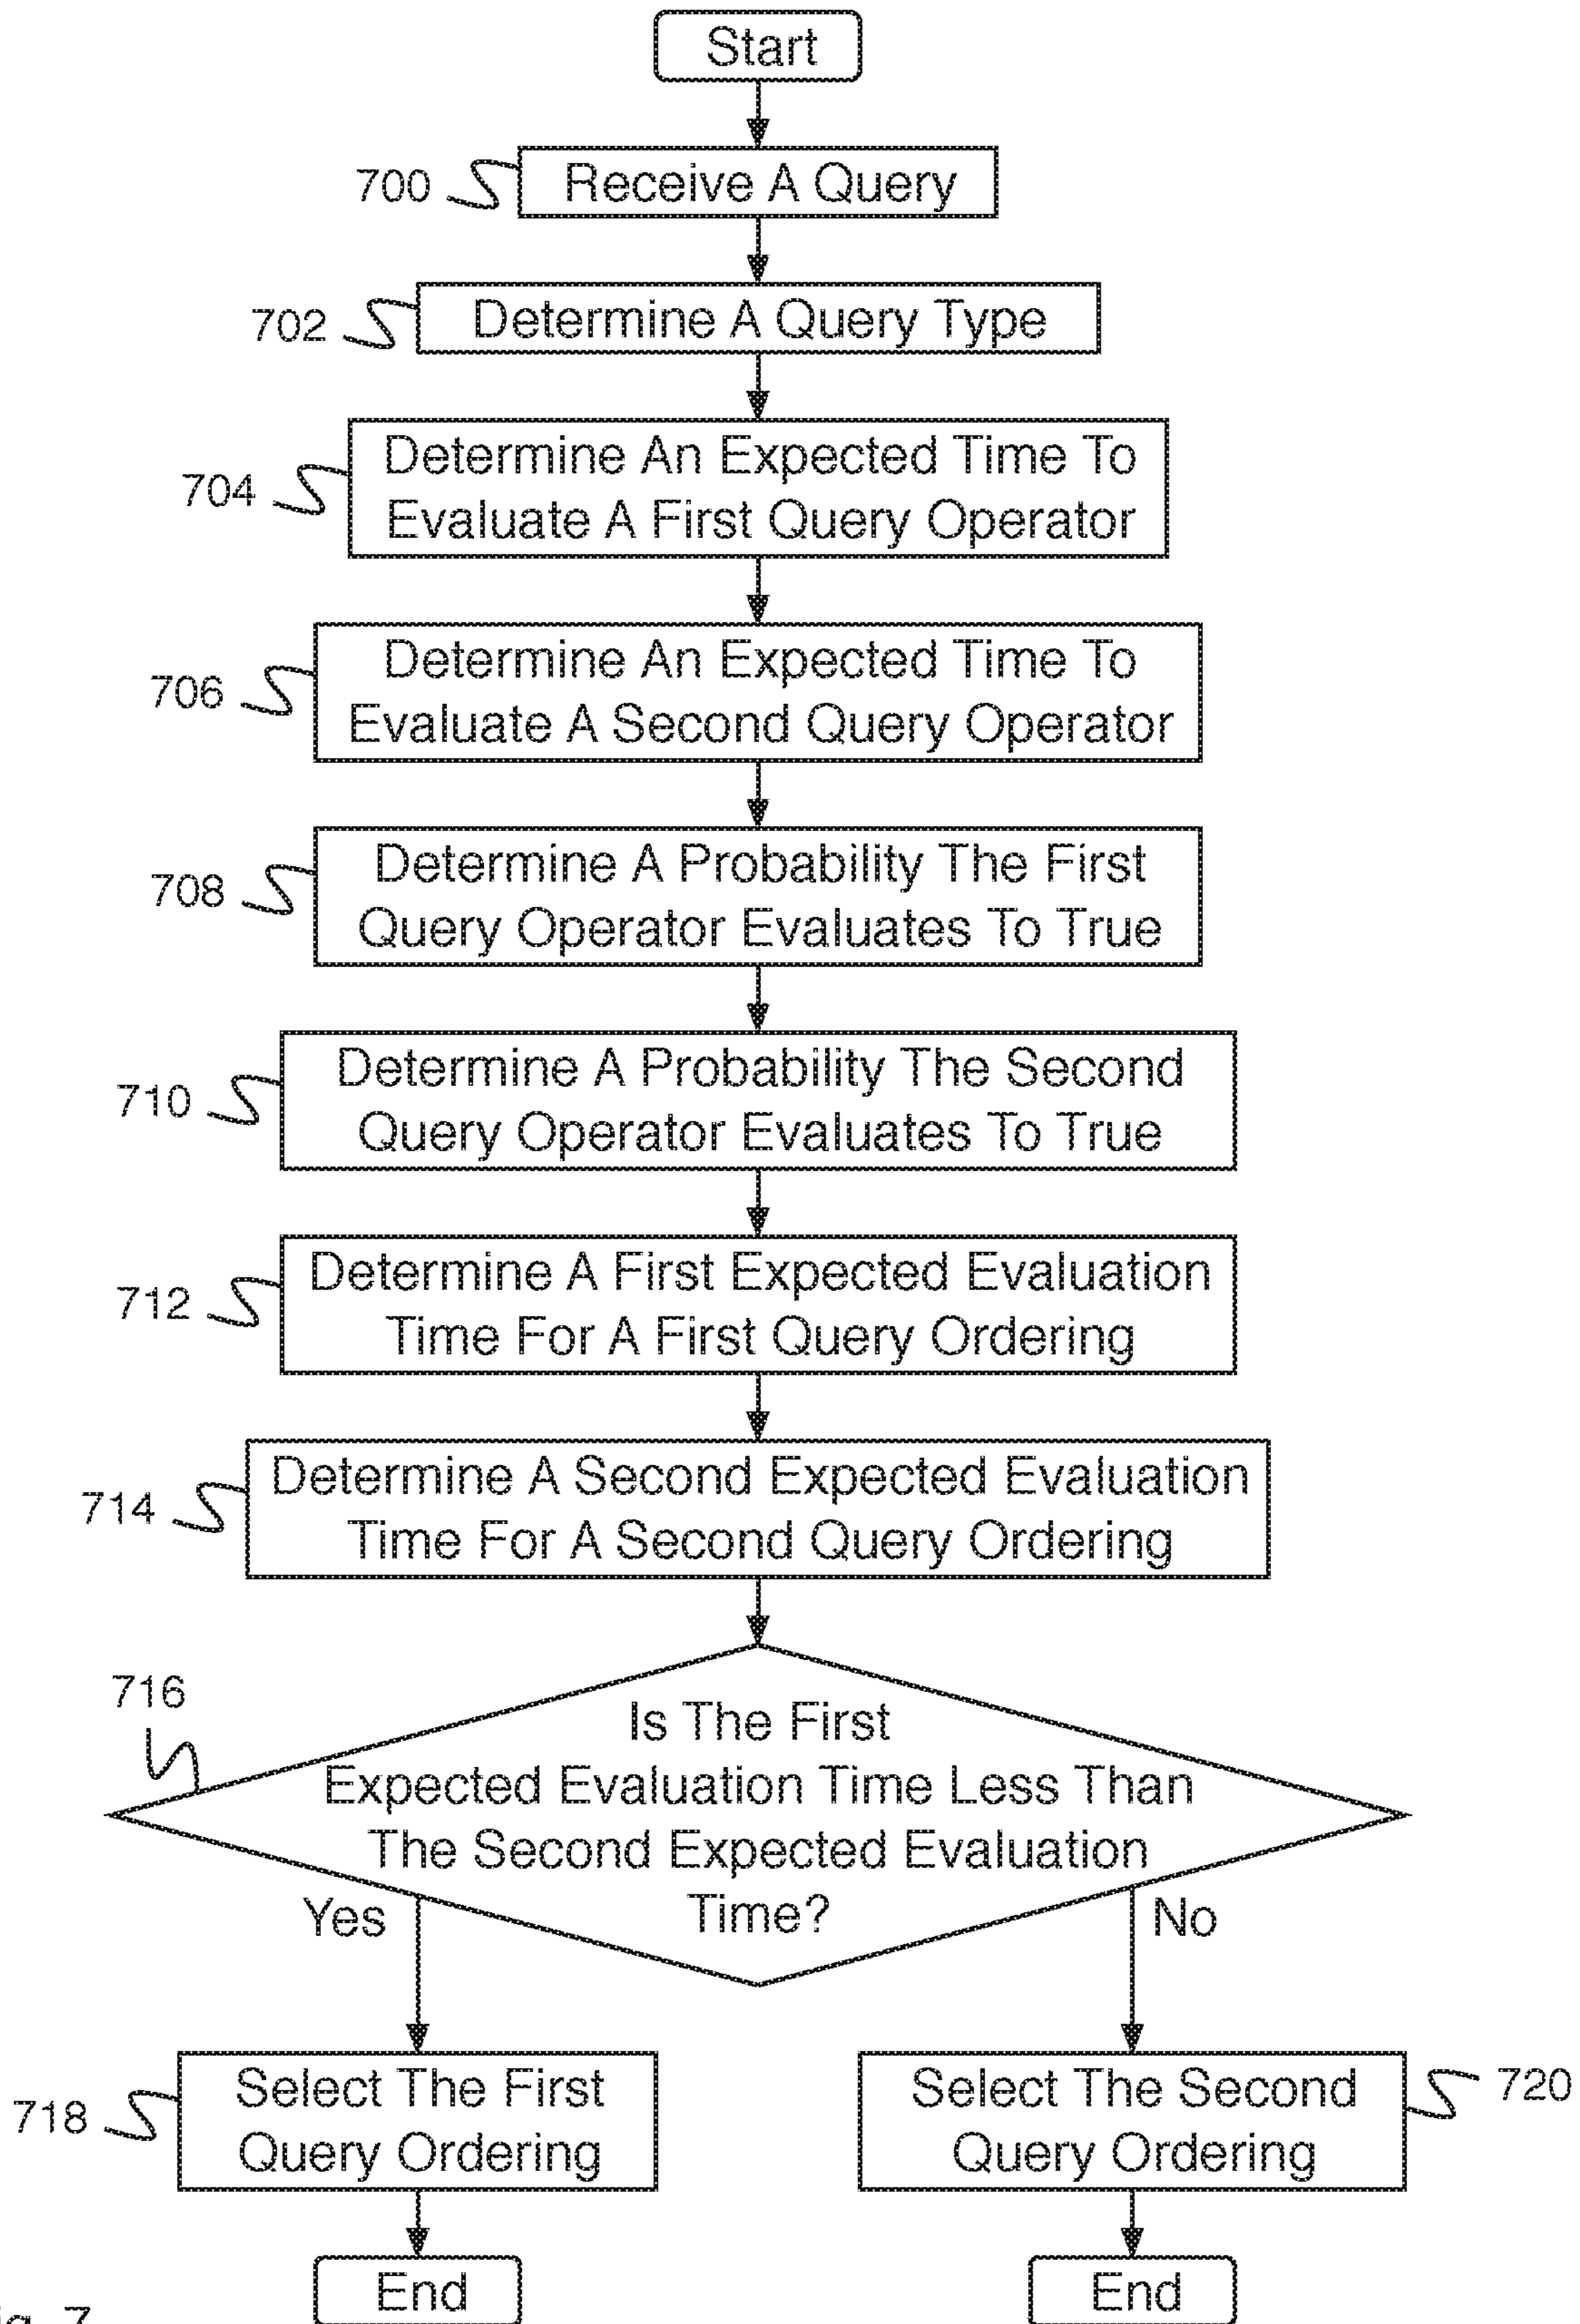 Start
700
Receive A Query
702
Determine A Query Type
704
Determine An Expected Time To
Evaluate A First Query Operator
706
Determine An Expected Time To
Evaluate A Second Query Operator
708
Determine A Probability The First
Query Operator Evaluates To True
710
Determine A Probability The Second
Query Operator Evaluates To True
712
Determine A First Expected Evaluation
Time For A First Query Ordering
714
Determine A Second Expected Evaluation
Time For A Second Query Ordering
716
Is The First
Expected Evaluation Time Less Than
The Second Expected Evaluation
Time?
Yes
No
718
Select The First
Query Ordering
Select The Second
Query Ordering
720
End
End
7